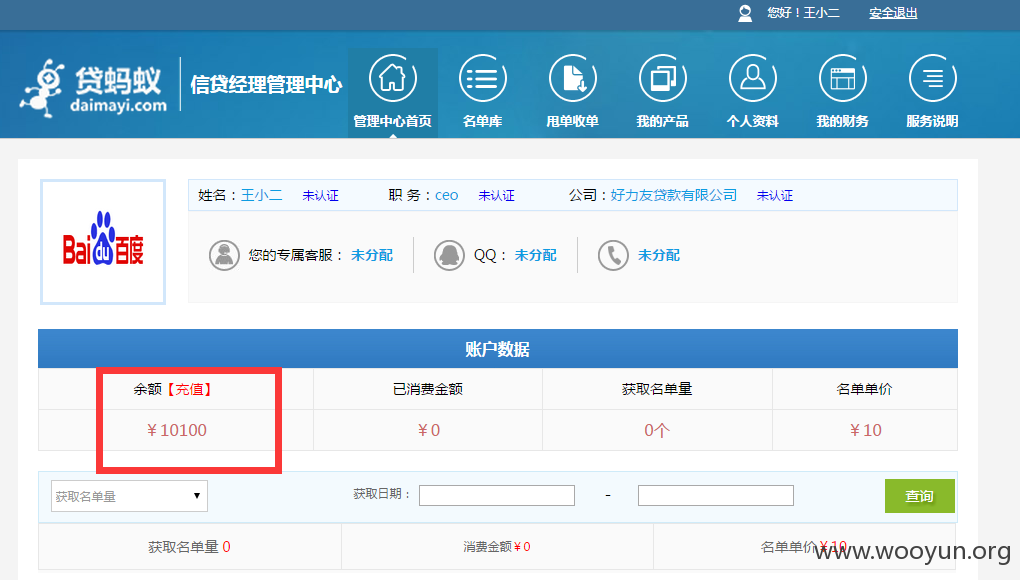 您好！王小二 安全退出
贷蚂蚁 daimayi.com 信贷经理管理中心
管理中心首页 名单库 甩单收单 我的产品 个人资料 我的财务 服务说明
姓名：王小二 未认证 职 务：ceo 未认证 公司：好力友贷款有限公司 未认证
Bai du 百度
您的专属客服： 未分配 QQ： 未分配 未分配
账户数据
余额【充值】 已消费金额 获取名单量 名单单价
￥10100 ￥0 0个 ￥10
获取名单量 ▼ 获取日期： - 查询
获取名单量 0 消费金额￥0 名单单价￥10
www.wooyun.org